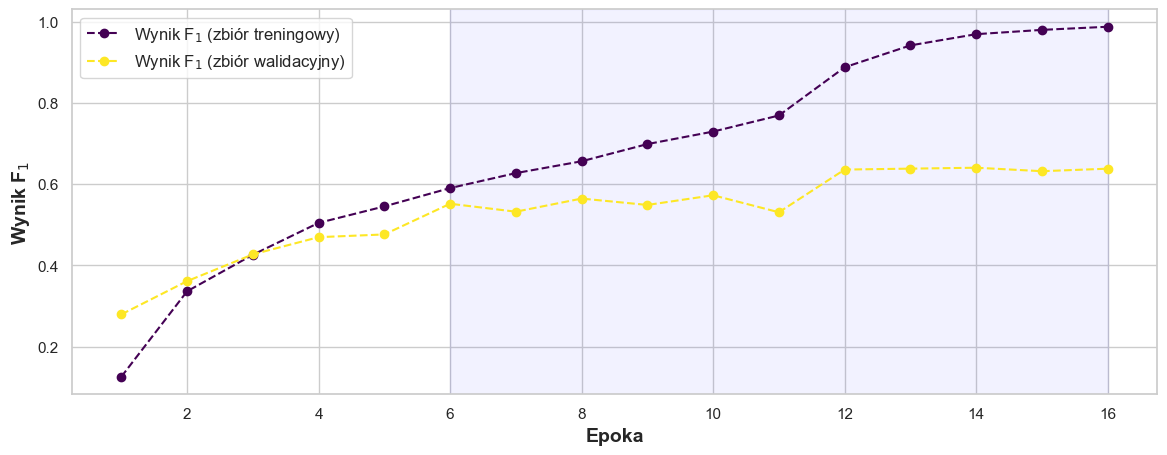 Wynik F₁ (zbiór treningowy)
Wynik F₁ (zbiór walidacyjny)
Wynik F₁
1.0
0.8
0.6
0.4
0.2
2 4 6 8 10 12 14 16
Epoka